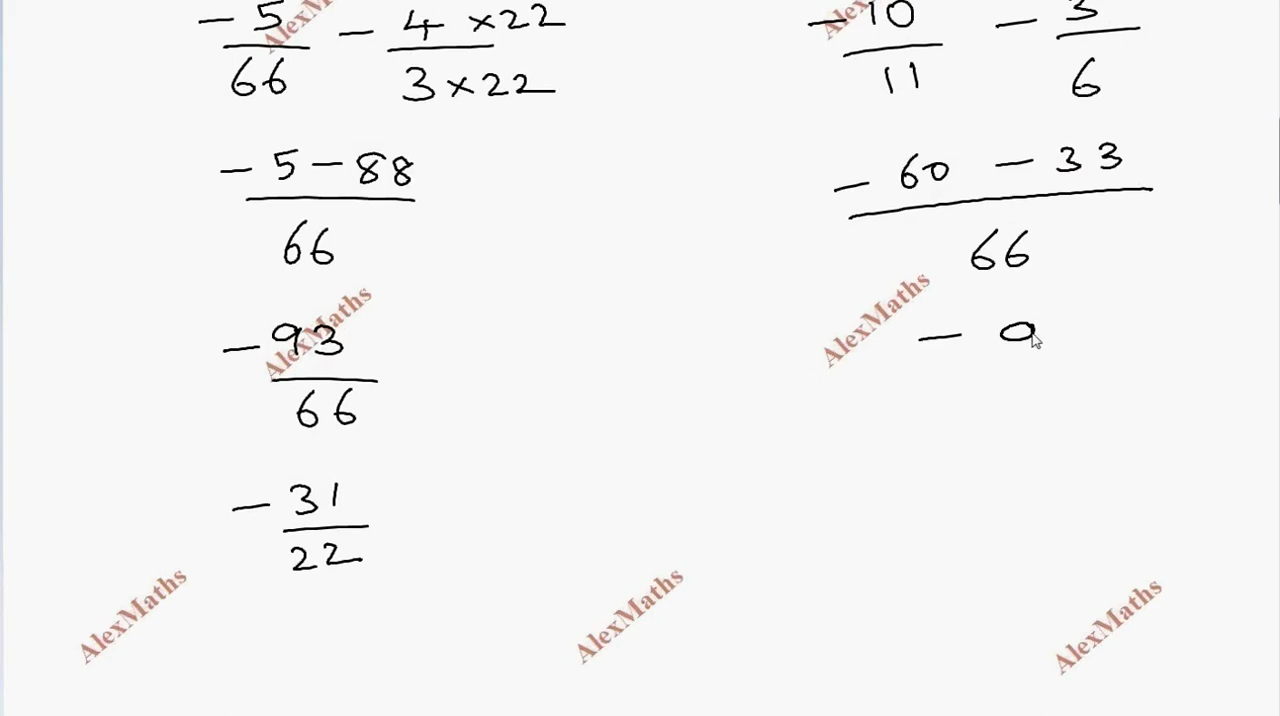 - 5/66 - 4 ×22/3 ×22
- 5 - 88
66
- 93
66
- 31
22
- 10/11 - 3/6
- 60 - 33
66
- 9
AlexMaths
AlexMaths
AlexMaths
AlexMaths
AlexMaths